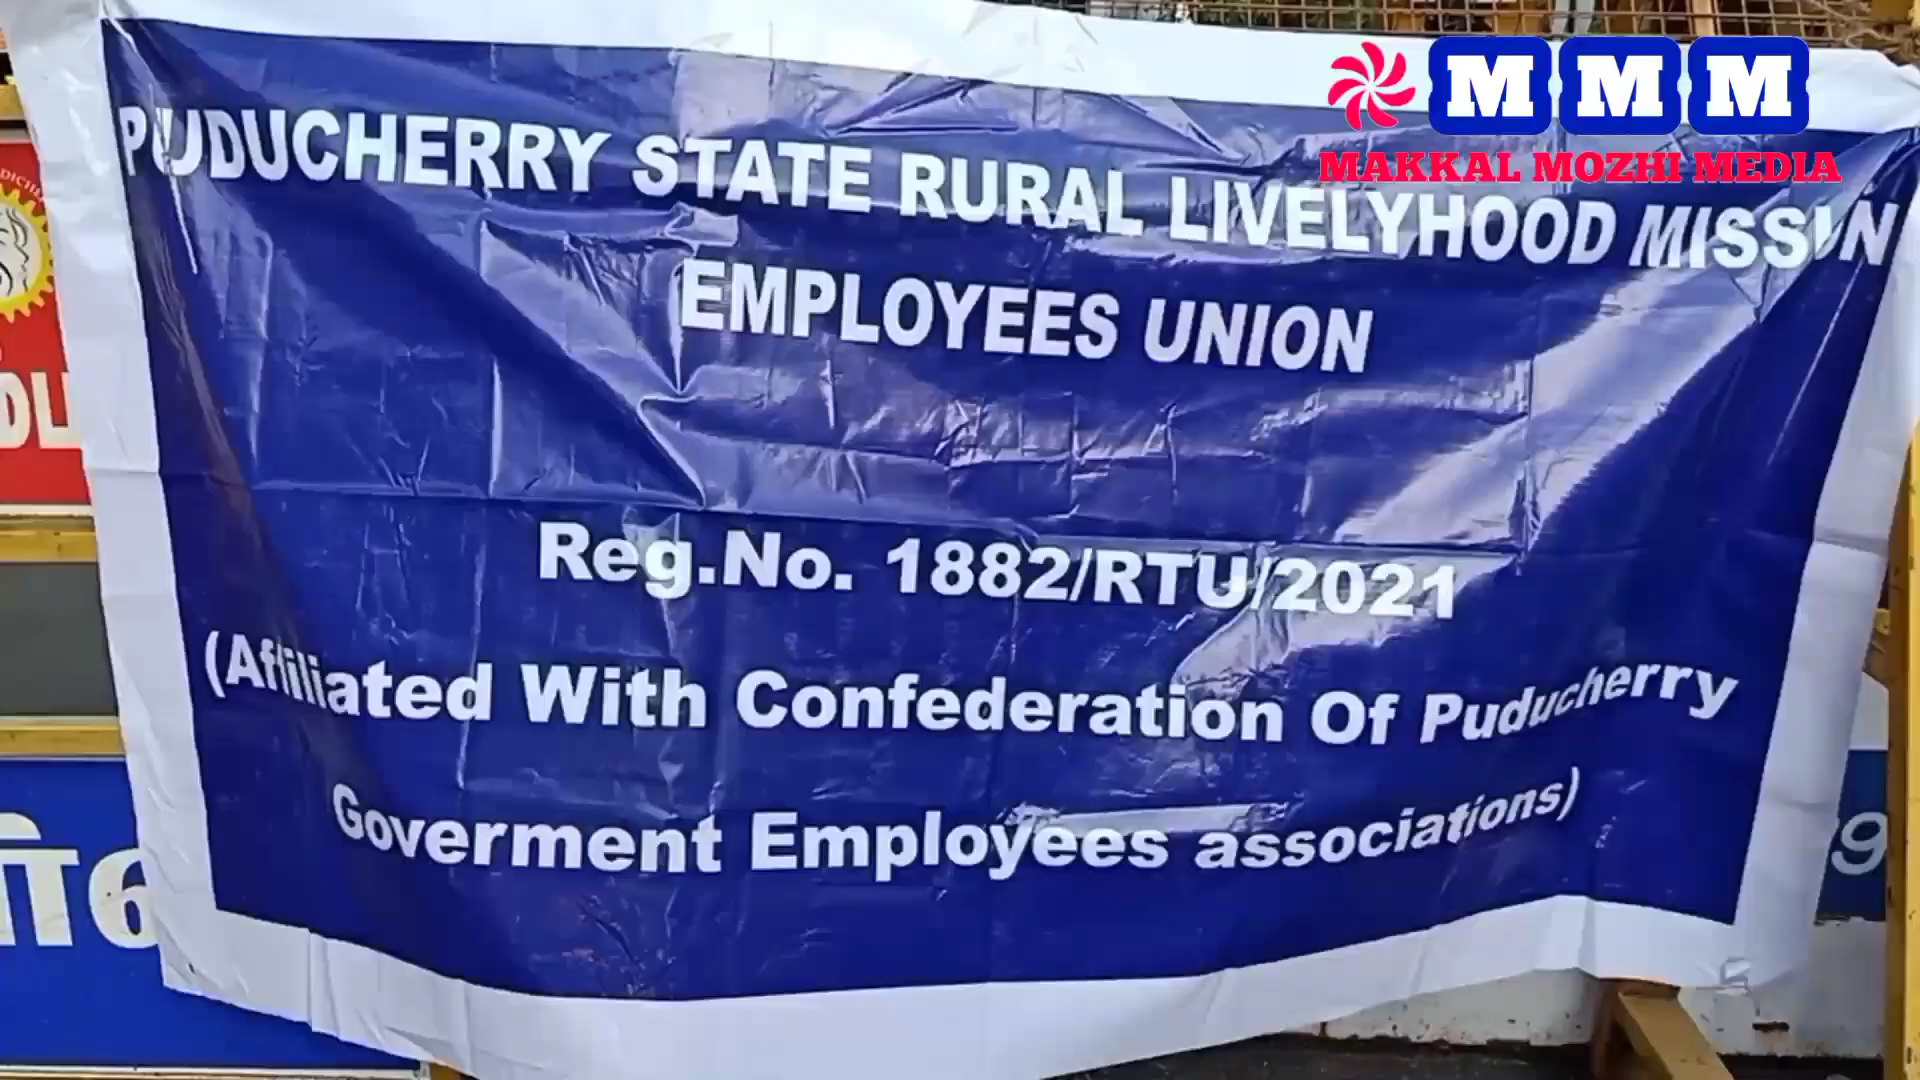 MMM
MAKKAL MOZHI MEDIA
PUDUCHERRY STATE RURAL LIVELYHOOD MISSION
EMPLOYEES UNION
Reg.No. 1882/RTU/2021
(Affiliated With Confederation Of Puducherry
Goverment Employees associations)